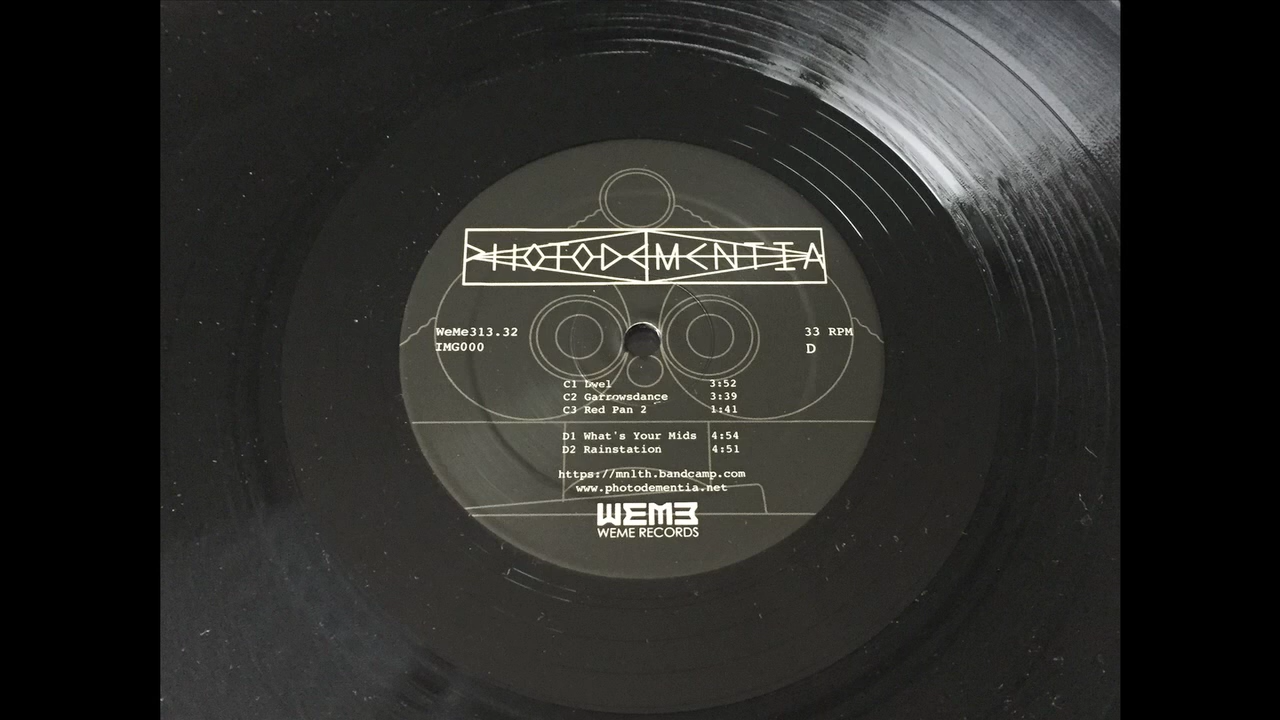 PHOTODEMENTIA
WeMe313.32 33 RPM
IMG000 D
C1 Lwel 3:52
C2 Garrowsdance 3:39
C3 Red Pan 2 1:41
D1 What's Your Mids 4:54
D2 Rainstation 4:51
https://mnlth.bandcamp.com
www.photodementia.net
WEME
WEME RECORDS